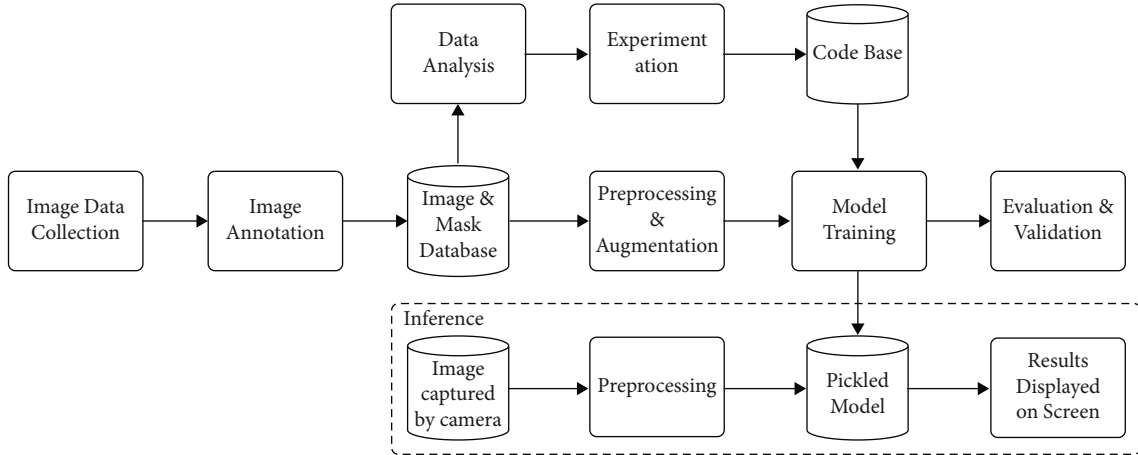 Data
Analysis
Experiment
ation
Code Base
Image Data
Collection
Image
Annotation
Image &
Mask
Database
Preprocessing
&
Augmentation
Model
Training
Evaluation &
Validation
Inference
Image
captured
by camera
Preprocessing
Pickled
Model
Results
Displayed
on Screen